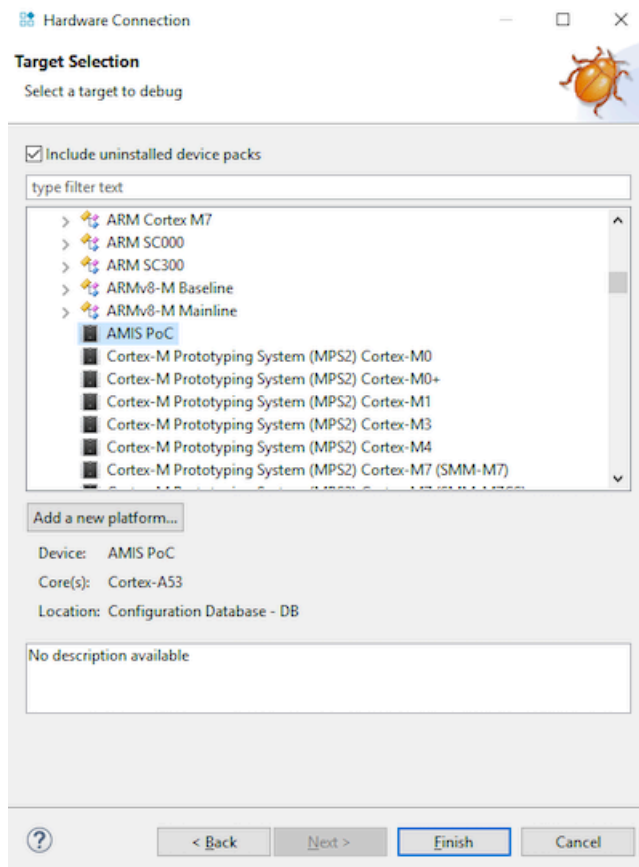 Hardware Connection
Target Selection
Select a target to debug
Include uninstalled device packs
type filter text
ARM Cortex M7
ARM SC000
ARM SC300
ARMv8-M Baseline
ARMv8-M Mainline
AMIS PoC
Cortex-M Prototyping System (MPS2) Cortex-M0
Cortex-M Prototyping System (MPS2) Cortex-M0+
Cortex-M Prototyping System (MPS2) Cortex-M1
Cortex-M Prototyping System (MPS2) Cortex-M3
Cortex-M Prototyping System (MPS2) Cortex-M4
Cortex-M Prototyping System (MPS2) Cortex-M7 (SMM-M7)
Add a new platform...
Device: AMIS PoC
Core(s): Cortex-A53
Location: Configuration Database - DB
No description available
? < Back Next > Finish Cancel